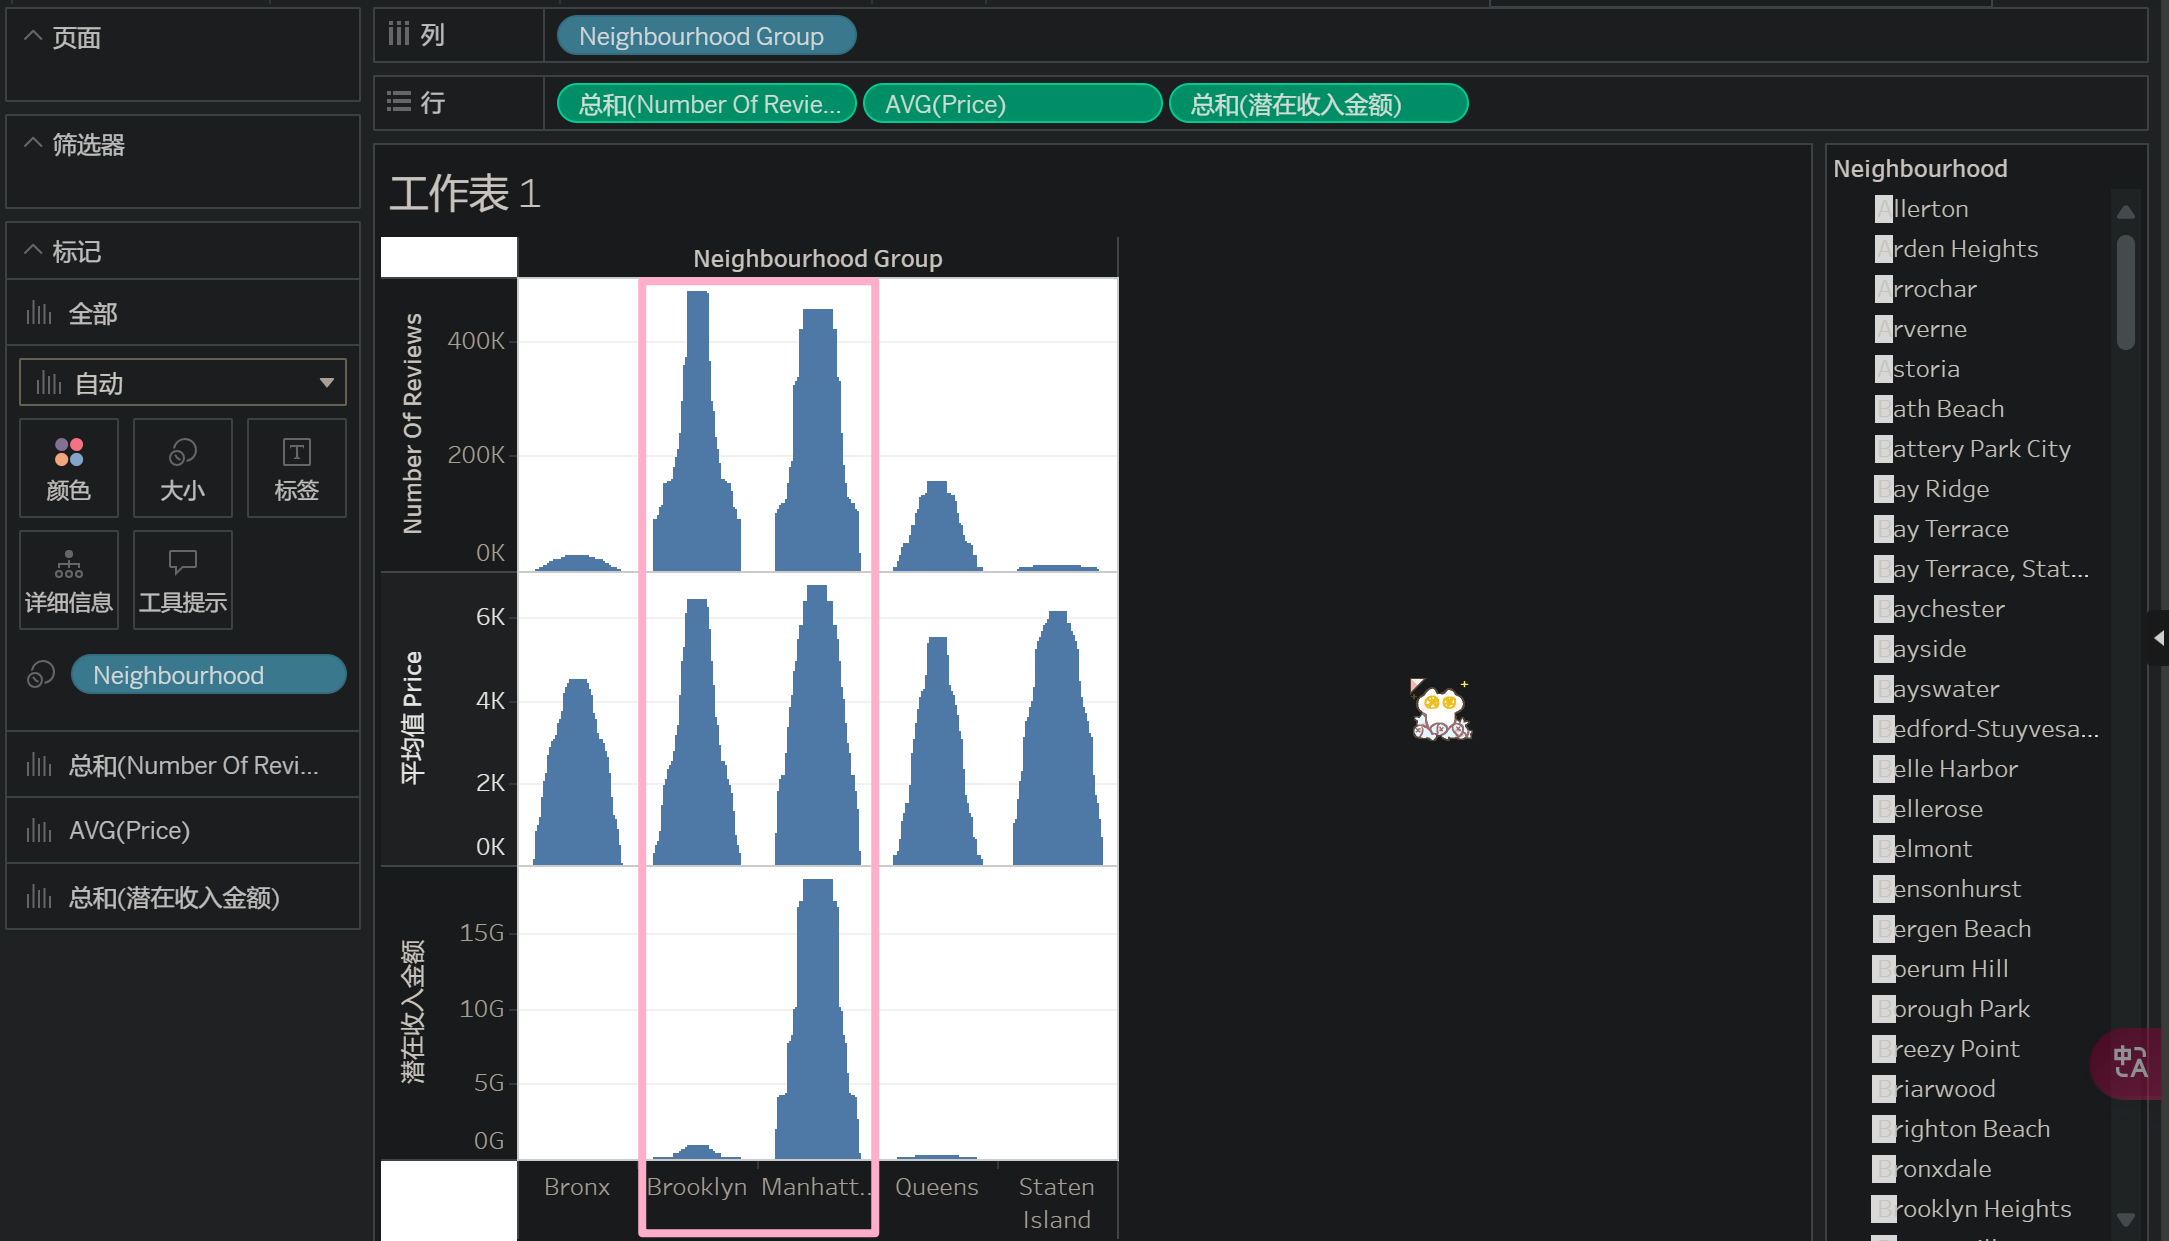 页面
筛选器
标记
全部
自动
颜色
大小
标签
详细信息
工具提示
Neighbourhood
总和(Number Of Revi...
AVG(Price)
总和(潜在收入金额)
列
Neighbourhood Group
行
总和(Number Of Revie...
AVG(Price)
总和(潜在收入金额)
工作表 1
Neighbourhood Group
Number Of Reviews
400K
200K
0K
平均值 Price
6K
4K
2K
0K
潜在收入金额
15G
10G
5G
0G
Bronx
Brooklyn
Manhatt..
Queens
Staten
Island
Neighbourhood
Allerton
Arden Heights
Arrochar
Arverne
Astoria
Bath Beach
Battery Park City
Bay Ridge
Bay Terrace
Bay Terrace, Stat...
Baychester
Bayside
Bayswater
Bedford-Stuyvesa...
Belle Harbor
Bellerose
Belmont
Bensonhurst
Bergen Beach
Boerum Hill
Borough Park
Breezy Point
Briarwood
Brighton Beach
Bronxdale
Brooklyn Heights